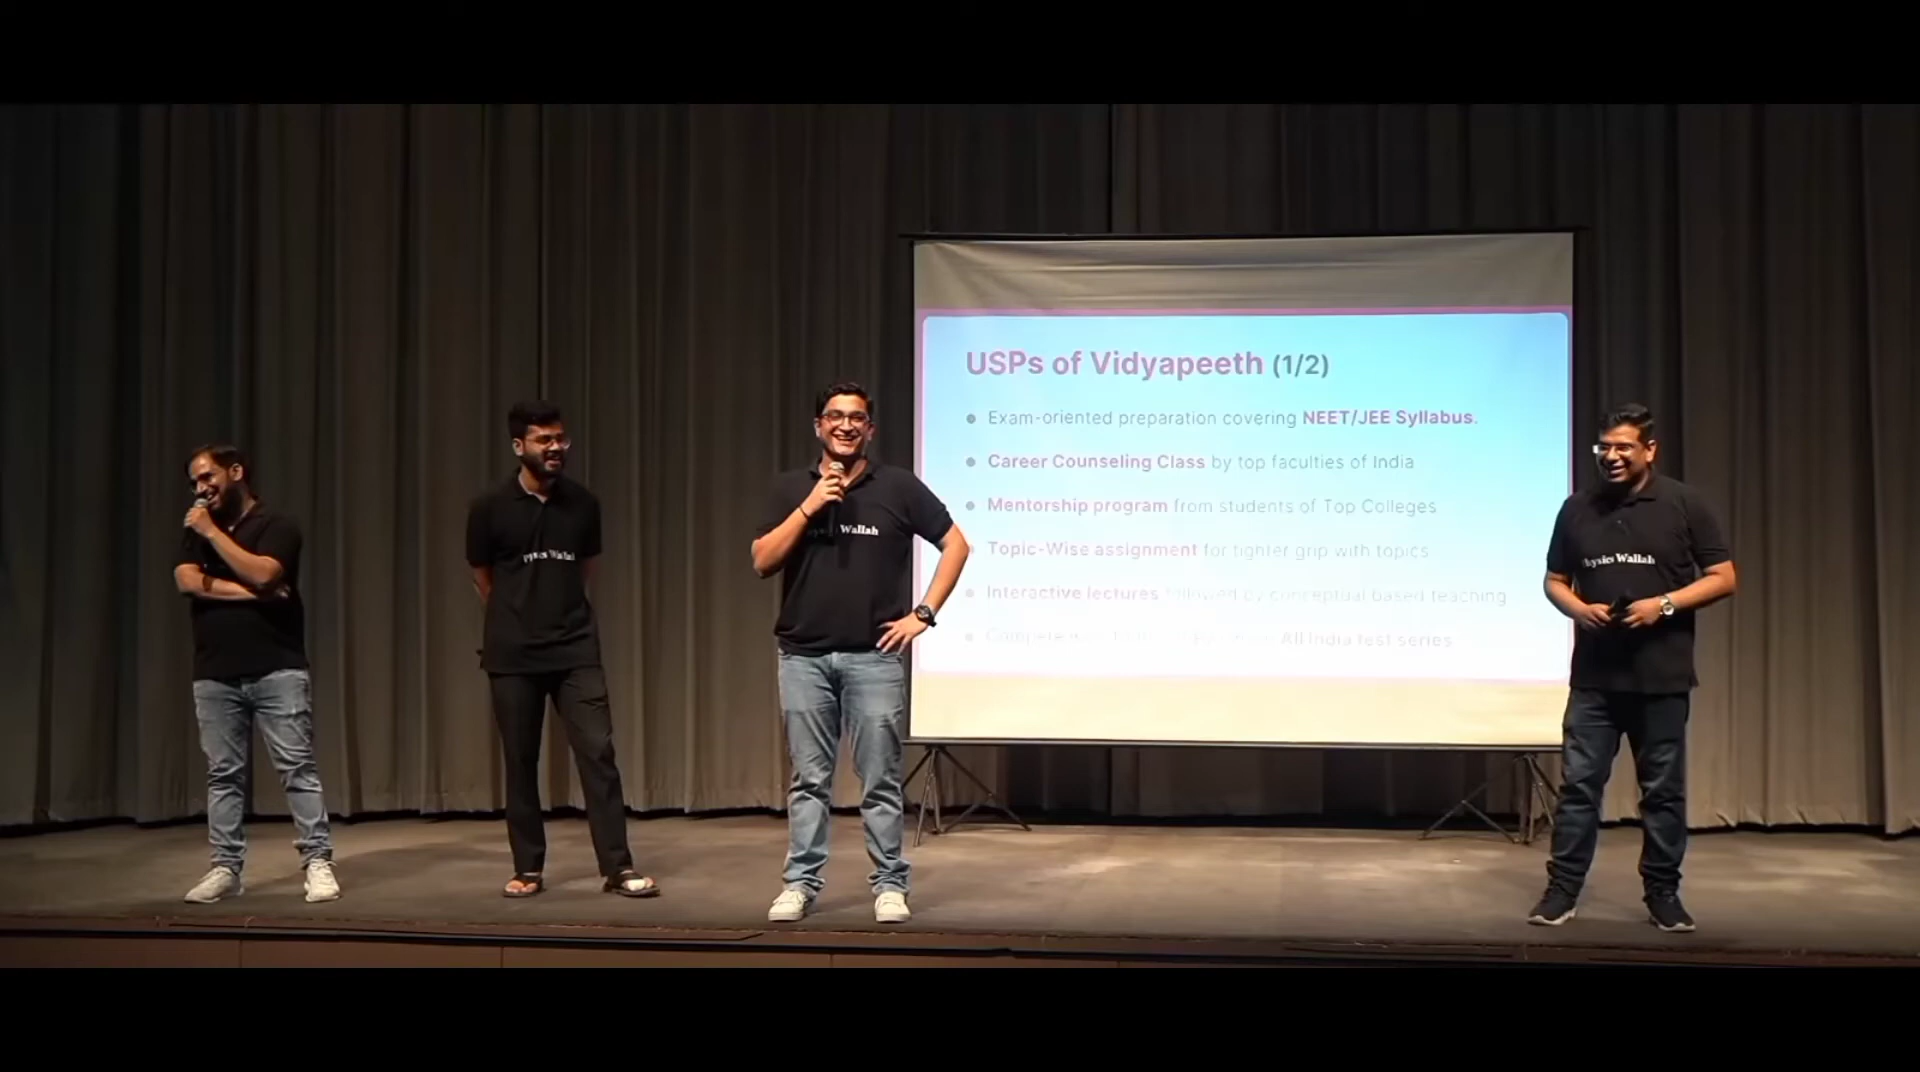 USPs of Vidyapeeth (1/2)
Exam-oriented preparation covering NEET/JEE Syllabus.
Career Counseling Class by top faculties of India
Mentorship program from students of Top Colleges
Topic-Wise assignment for tighter grip with topics
Interactive lectures followed by conceptual based teaching
Compete All India test series
Wallah
Physics Wallah